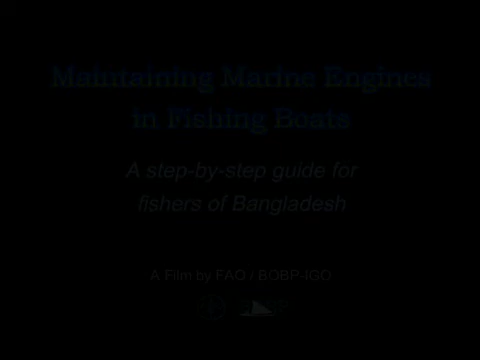 Maintaining Marine Engines
in Fishing Boats
A step-by-step guide for
fishers of Bangladesh
A Film by FAO / BOBP-IGO